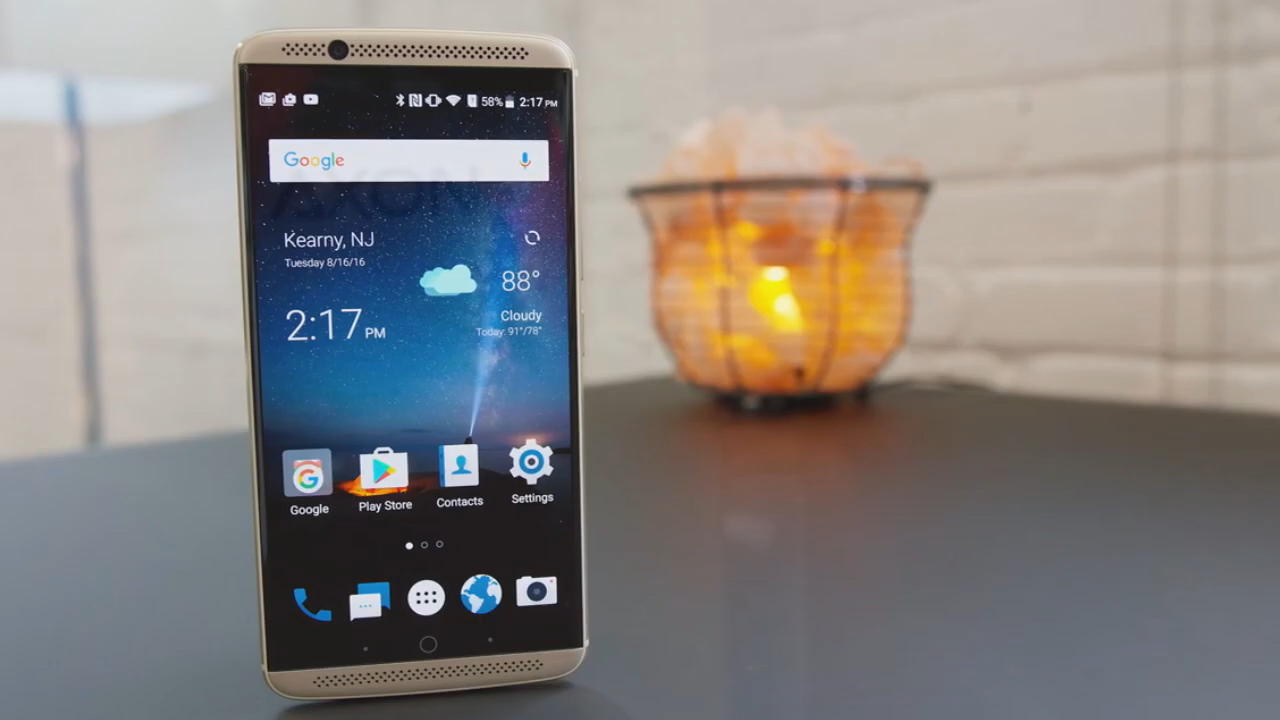 58% 2:17 PM
Google
AXON
Kearny, NJ
Tuesday 8/16/16
88°
2:17 PM
Cloudy
Today: 91°/78°
Google
Play Store
Contacts
Settings